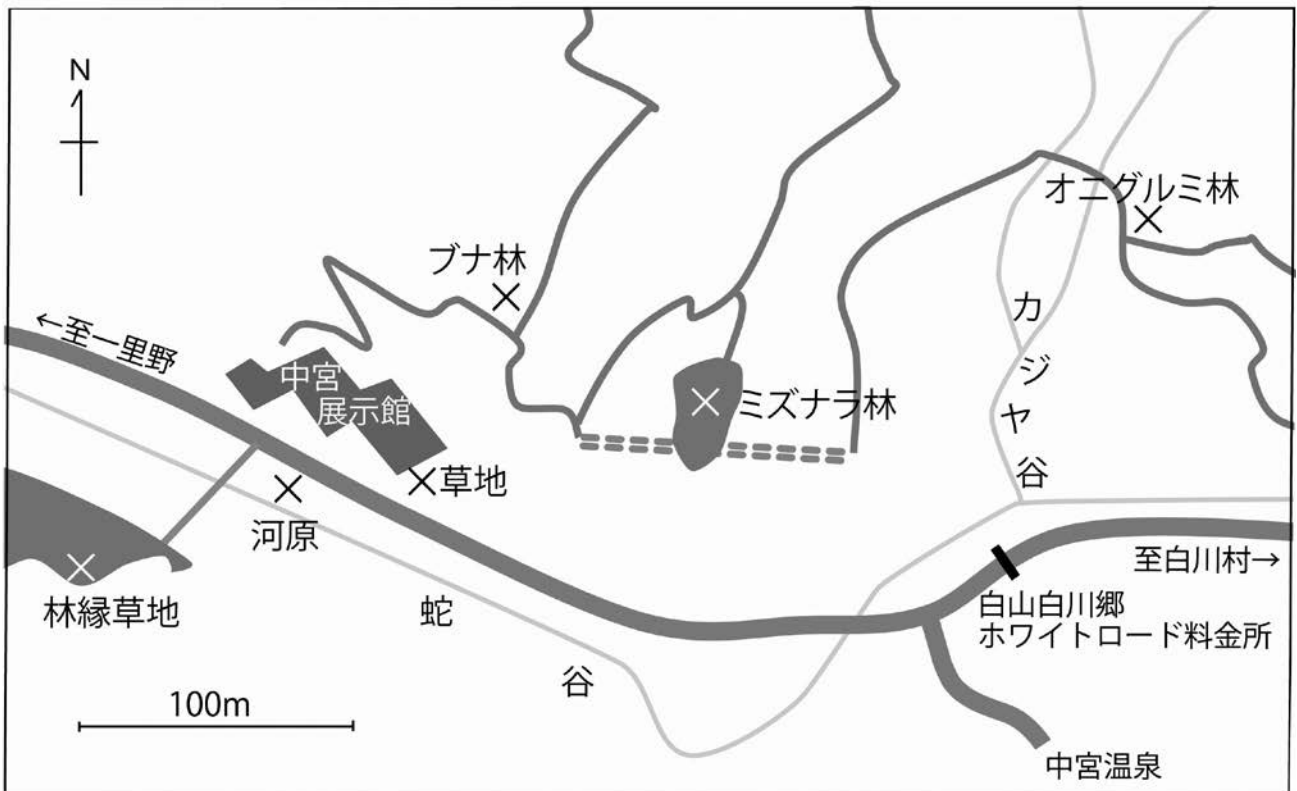 N
オニグルミ林
ブナ林
←至一里野
中宮
展示館
ミズナラ林
カジヤ谷
草地
河原
至白川村→
林縁草地
蛇谷
白山白川郷
ホワイトロード料金所
100m
中宮温泉